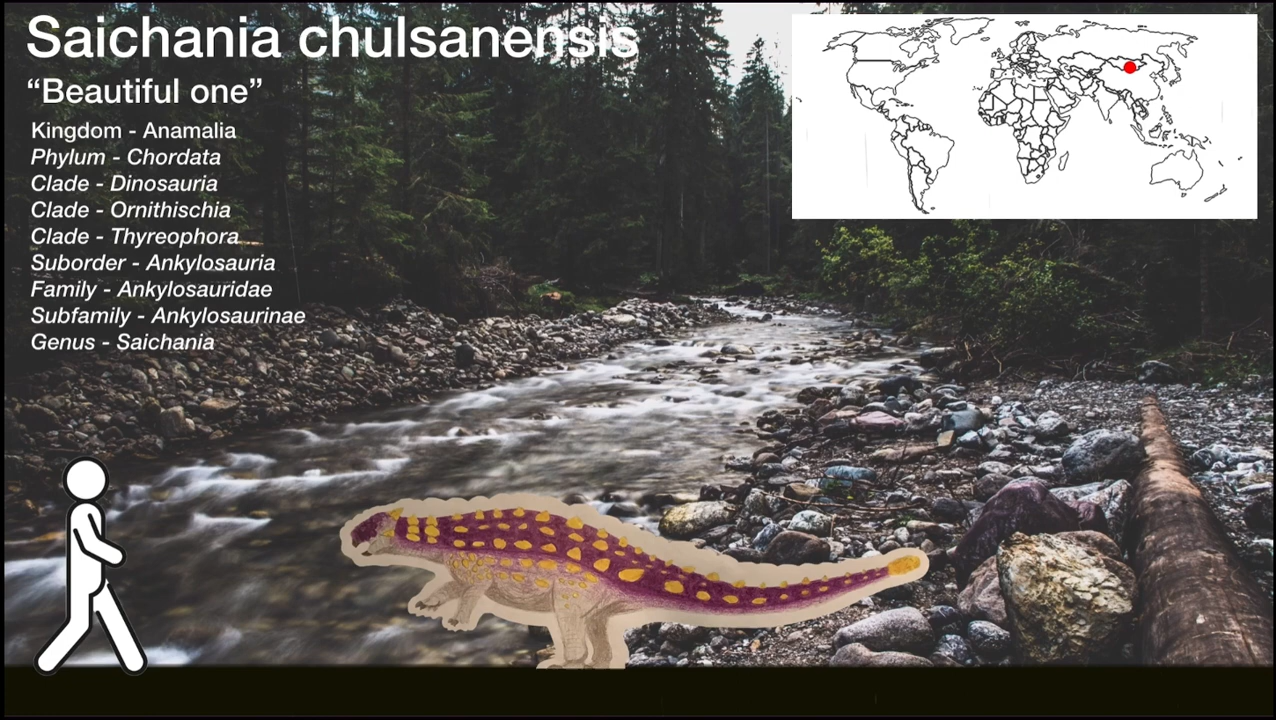 Saichania chulsanensis
“Beautiful one”
Kingdom - Anamalia
Phylum - Chordata
Clade - Dinosauria
Clade - Ornithischia
Clade - Thyreophora
Suborder - Ankylosauria
Family - Ankylosauridae
Subfamily - Ankylosaurinae
Genus - Saichania